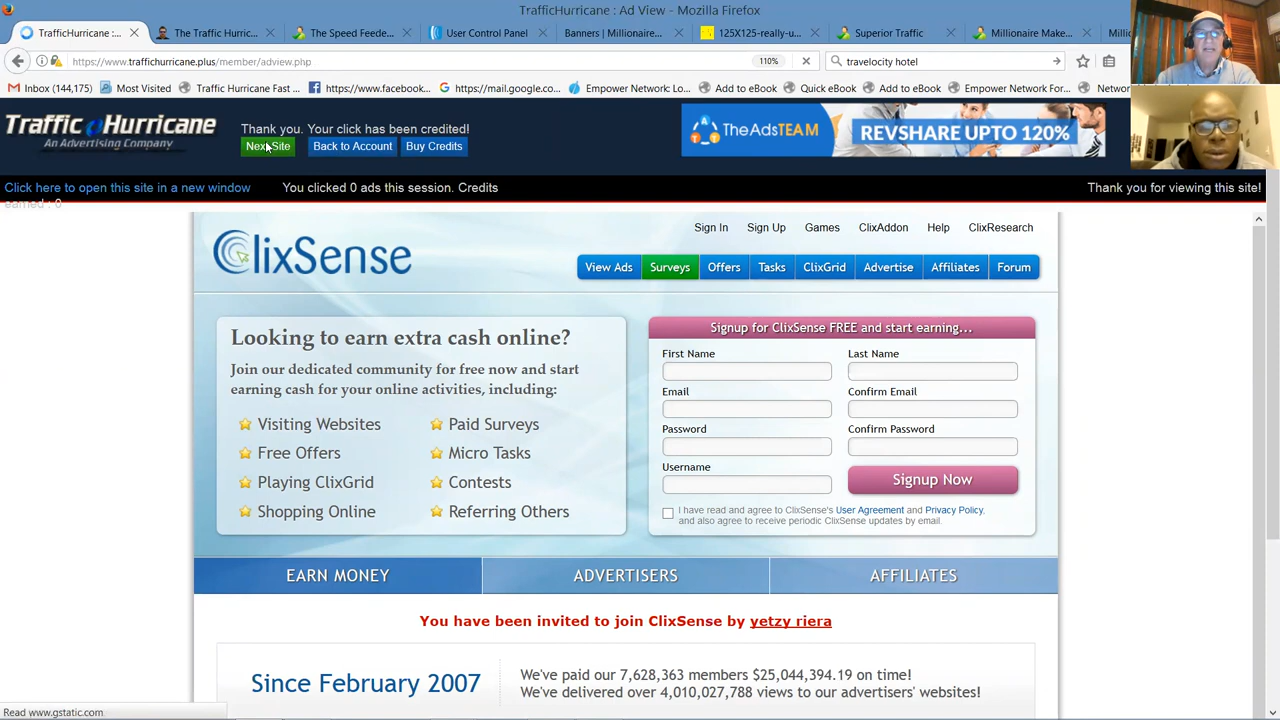 TrafficHurricane : Ad View - Mozilla Firefox
TrafficHurricane :...
The Traffic Hurric...
The Speed Feede...
User Control Panel
Banners | Millionaire...
125X125-really-u...
Superior Traffic
Millionaire Make...
Milli
http://www.traffichurricane.plus/member/adview.php
110%
travelocity hotel
Inbox (144,175)
Most Visited
Traffic Hurricane Fast ...
https://www.facebook...
https://mail.google.co...
Empower Network: Lo...
Add to eBook
Quick eBook
Add to eBook
Empower Network For...
Netwo
Traffic Hurricane
An Advertising Company
Thank you. Your click has been credited!
Next Site
Back to Account
Buy Credits
TheAdsTEAM
REVSHARE UPTO 120%
Click here to open this site in a new window
You clicked 0 ads this session. Credits
earned : 0
Thank you for viewing this site!
ClixSense
Sign In
Sign Up
Games
ClixAddon
Help
ClixResearch
View Ads
Surveys
Offers
Tasks
ClixGrid
Advertise
Affiliates
Forum
Looking to earn extra cash online?
Join our dedicated community for free now and start
earning cash for your online activities, including:
Visiting Websites
Paid Surveys
Free Offers
Micro Tasks
Playing ClixGrid
Contests
Shopping Online
Referring Others
Signup for ClixSense FREE and start earning...
First Name
Last Name
Email
Confirm Email
Password
Confirm Password
Username
Signup Now
I have read and agree to ClixSense's User Agreement and Privacy Policy,
and also agree to receive periodic ClixSense updates by email.
EARN MONEY
ADVERTISERS
AFFILIATES
You have been invited to join ClixSense by yetzy riera
Since February 2007
We've paid our 7,628,363 members $25,044,394.19 on time!
We've delivered over 4,010,027,788 views to our advertisers' websites!
Read www.gstatic.com